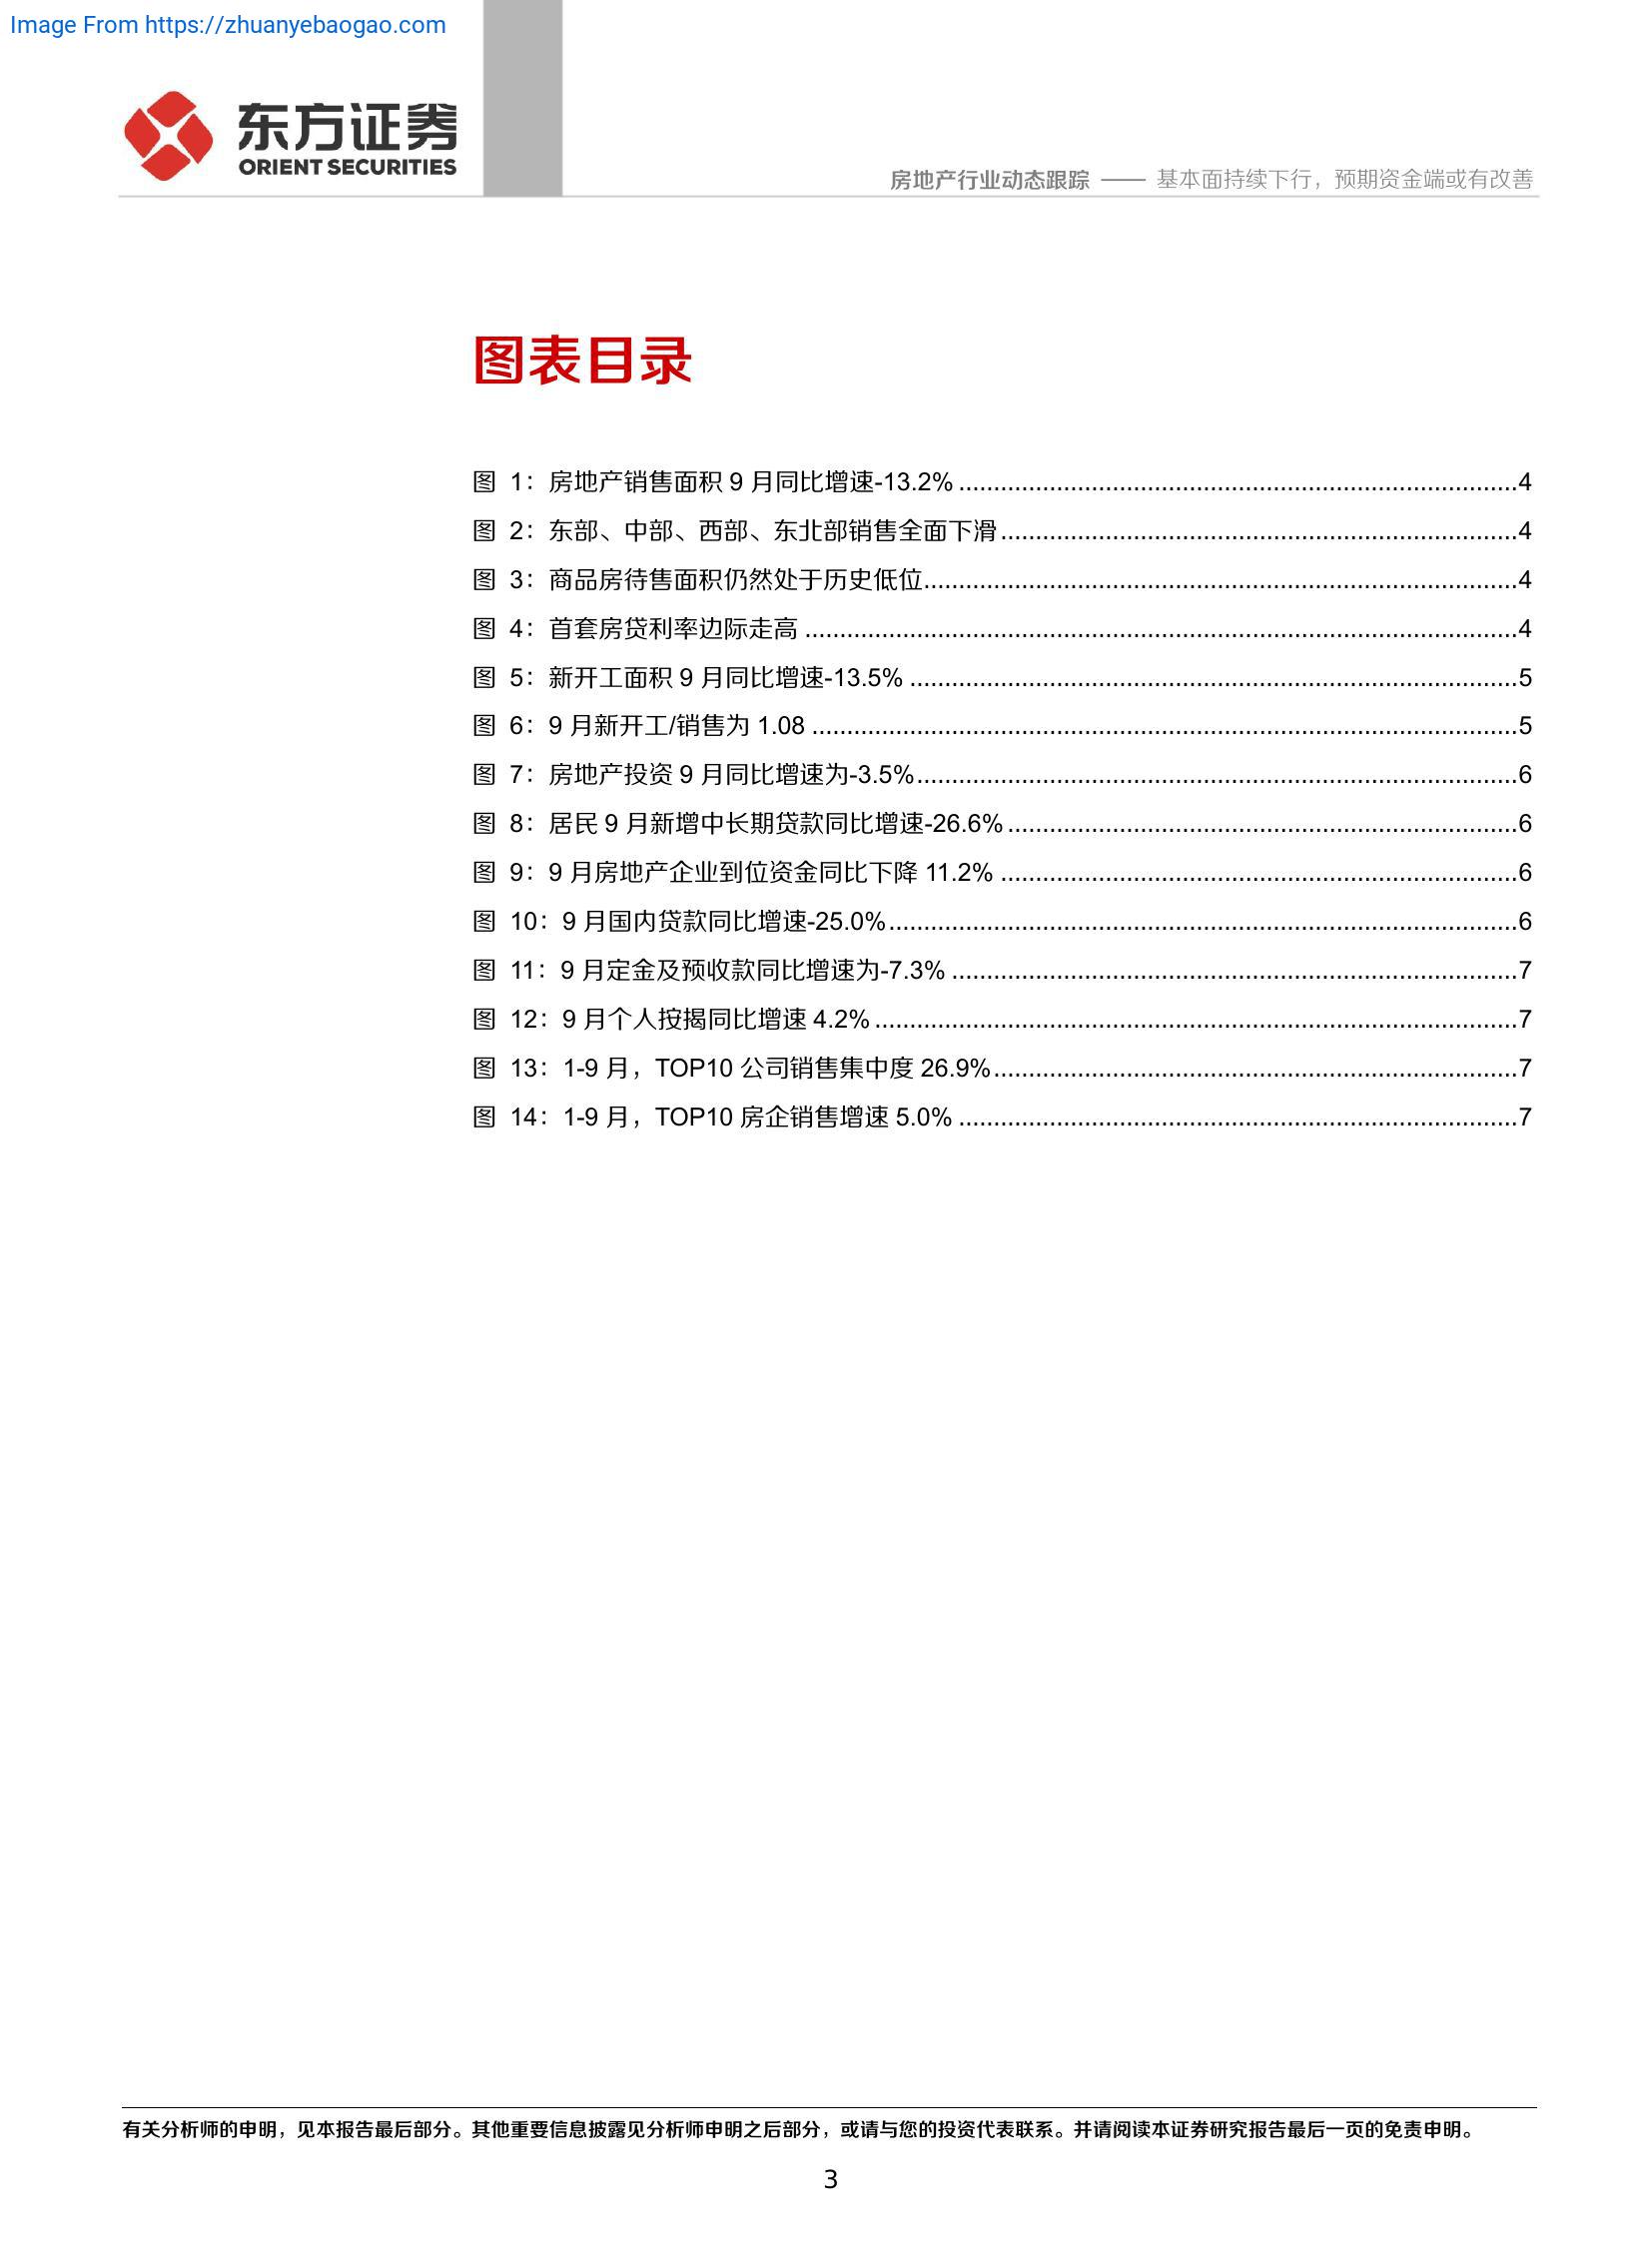 Image From https://zhuanyebaogao.com
东方证券
ORIENT SECURITIES
房地产行业动态跟踪 —— 基本面持续下行，预期资金端或有改善
图表目录
图 1：房地产销售面积 9 月同比增速-13.2% ................................................................................4
图 2：东部、中部、西部、东北部销售全面下滑..........................................................................4
图 3：商品房待售面积仍然处于历史低位.....................................................................................4
图 4：首套房贷利率边际走高 ......................................................................................................4
图 5：新开工面积 9 月同比增速-13.5% .......................................................................................5
图 6：9 月新开工/销售为 1.08 .....................................................................................................5
图 7：房地产投资 9 月同比增速为-3.5%......................................................................................6
图 8：居民 9 月新增中长期贷款同比增速-26.6%.........................................................................6
图 9：9 月房地产企业到位资金同比下降 11.2% ..........................................................................6
图 10：9 月国内贷款同比增速-25.0%..........................................................................................6
图 11：9 月定金及预收款同比增速为-7.3% .................................................................................7
图 12：9 月个人按揭同比增速 4.2%............................................................................................7
图 13：1-9 月，TOP10 公司销售集中度 26.9%...........................................................................7
图 14：1-9 月，TOP10 房企销售增速 5.0% ................................................................................7
有关分析师的申明，见本报告最后部分。其他重要信息披露见分析师申明之后部分，或请与您的投资代表联系。并请阅读本证券研究报告最后一页的免责申明。
3